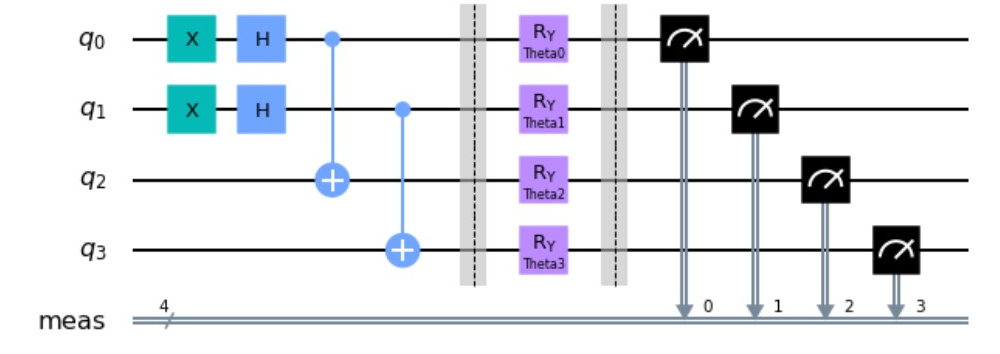 q0 X H RY Theta0
q1 X H RY Theta1
q2 RY Theta2
q3 RY Theta3
4 0 1 2 3
meas